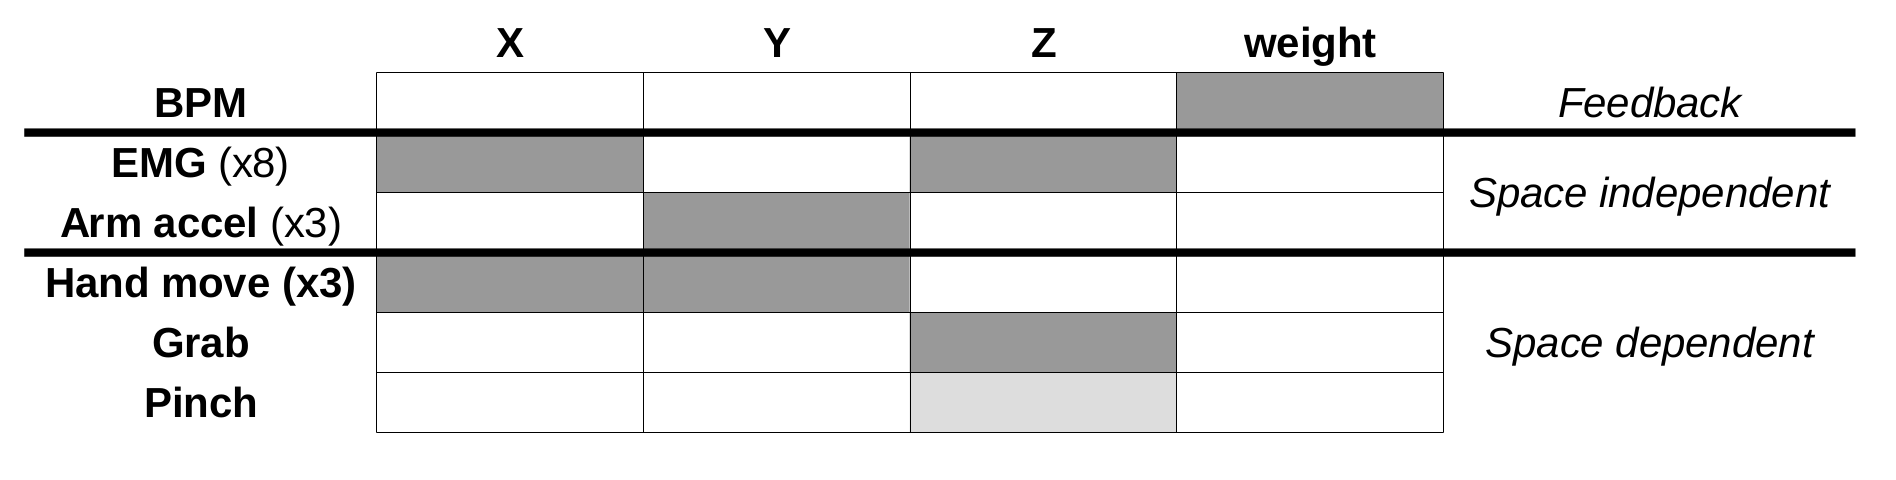 X Y Z weight
BPM Feedback
EMG (x8)
Space independent
Arm accel (x3)
Hand move (x3)
Grab Space dependent
Pinch